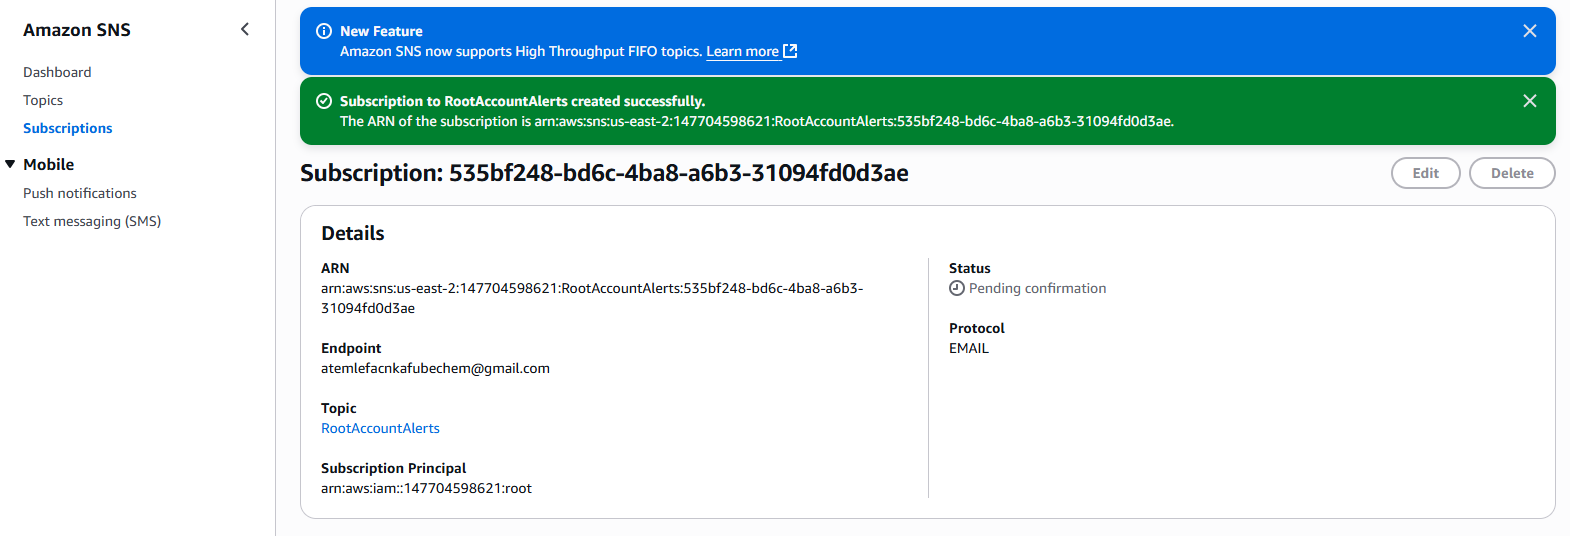 Amazon SNS
Dashboard
Topics
Subscriptions
Mobile
Push notifications
Text messaging (SMS)
New Feature
Amazon SNS now supports High Throughput FIFO topics. Learn more
Subscription to RootAccountAlerts created successfully.
The ARN of the subscription is arn:aws:sns:us-east-2:147704598621:RootAccountAlerts:535bf248-bd6c-4ba8-a6b3-31094fd0d3ae.
Subscription: 535bf248-bd6c-4ba8-a6b3-31094fd0d3ae
Edit
Delete
Details
ARN
arn:aws:sns:us-east-2:147704598621:RootAccountAlerts:535bf248-bd6c-4ba8-a6b3-
31094fd0d3ae
Endpoint
atemlefacnkafubechem@gmail.com
Topic
RootAccountAlerts
Subscription Principal
arn:aws:iam::147704598621:root
Status
Pending confirmation
Protocol
EMAIL